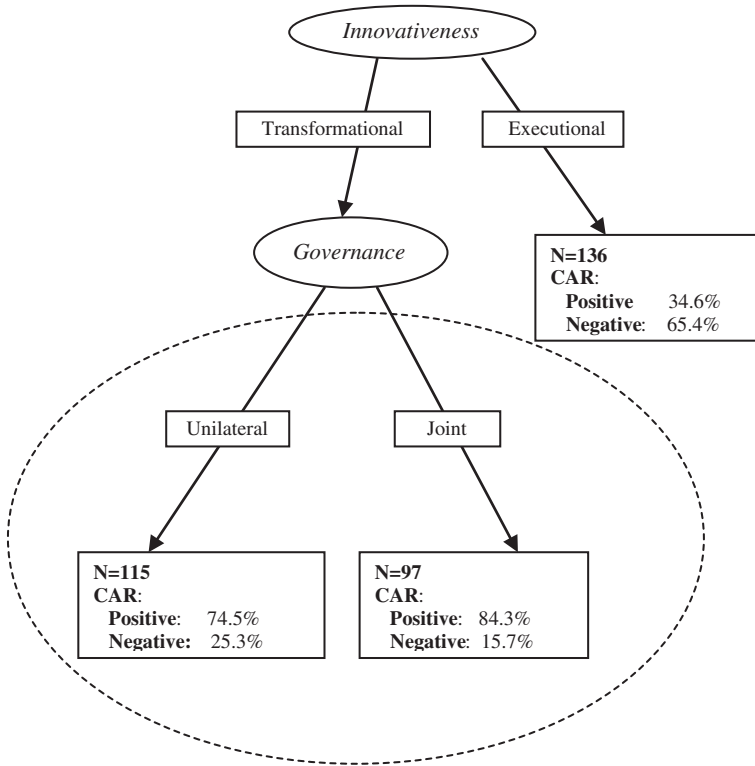 Innovativeness
Transformational
Executional
Governance
N=136
CAR:
Positive 34.6%
Negative: 65.4%
Unilateral
Joint
N=115
CAR:
Positive: 74.5%
Negative: 25.3%
N=97
CAR:
Positive: 84.3%
Negative: 15.7%